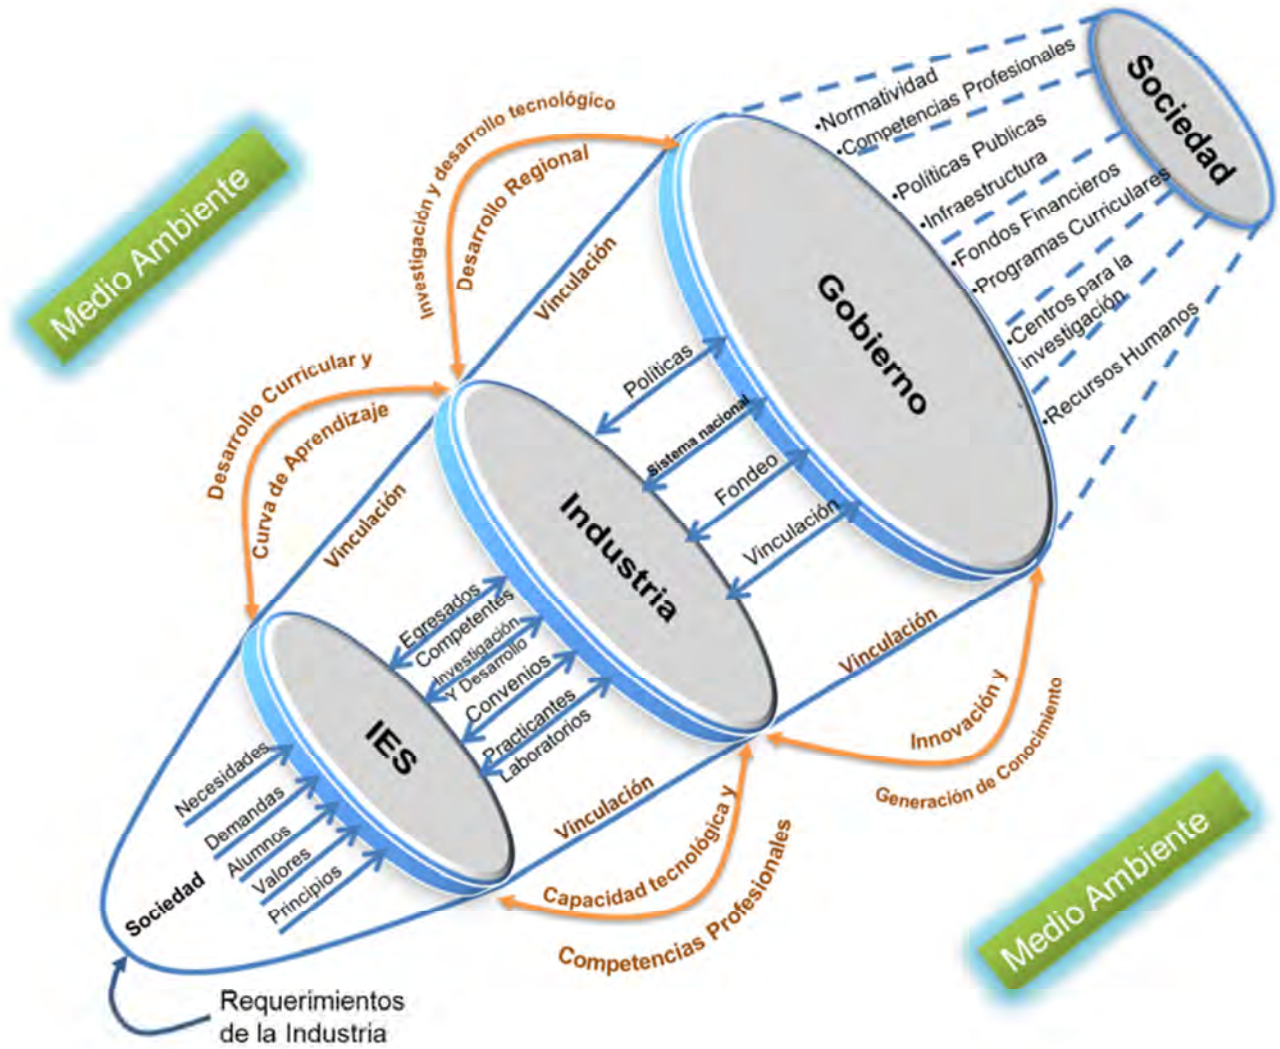 Sociedad
•Normatividad
•Competencias Profesionales
•Políticas Publicas
•Infraestructura
•Fondos Financieros
•Programas Curriculares
•Centros para la
investigación
•Recursos Humanos
Medio Ambiente
Investigación y desarrollo tecnológico
Desarrollo Regional
Vinculación
Gobierno
Políticas
Sistema nacional
Fondeo
Vinculación
Desarrollo Curricular y
Curva de Aprendizaje
Vinculación
Industria
Vinculación
Innovación y
Generación de Conocimiento
Egresados
Competentes
Investigación
Y Desarrollo
Convenios
Practicantes
Laboratorios
IES
Vinculación
Capacidad tecnológica y
Competencias Profesionales
Necesidades
Demandas
Alumnos
Valores
Principios
Sociedad
Requerimientos
de la Industria
Medio Ambiente